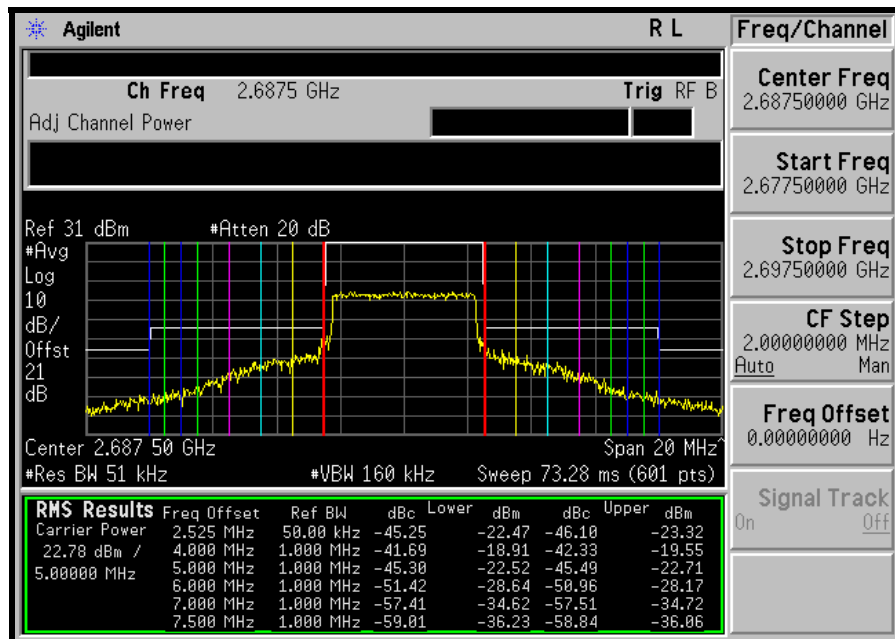 Agilent R L Freq/Channel
Ch Freq 2.6875 GHz Trig RF B
Adj Channel Power
Center Freq
2.68750000 GHz
Start Freq
2.67750000 GHz
Stop Freq
2.69750000 GHz
CF Step
2.00000000 MHz
Auto Man
Freq Offset
0.00000000 Hz
Signal Track
On Off
Ref 31 dBm #Atten 20 dB
#Avg
Log
10
dB/
Offst
21
dB
Center 2.687 50 GHz Span 20 MHz^
#Res BW 51 kHz #VBW 160 kHz Sweep 73.28 ms (601 pts)
RMS Results Freq Offset Ref BW dBc Lower dBm dBc Upper dBm
Carrier Power 2.525 MHz 50.00 kHz -45.25 -22.47 -46.10 -23.32
22.78 dBm / 4.000 MHz 1.000 MHz -41.69 -18.91 -42.33 -19.55
5.00000 MHz 5.000 MHz 1.000 MHz -45.30 -22.52 -45.49 -22.71
6.000 MHz 1.000 MHz -51.42 -28.64 -50.96 -28.17
7.000 MHz 1.000 MHz -57.41 -34.62 -57.51 -34.72
7.500 MHz 1.000 MHz -59.01 -36.23 -58.84 -36.06